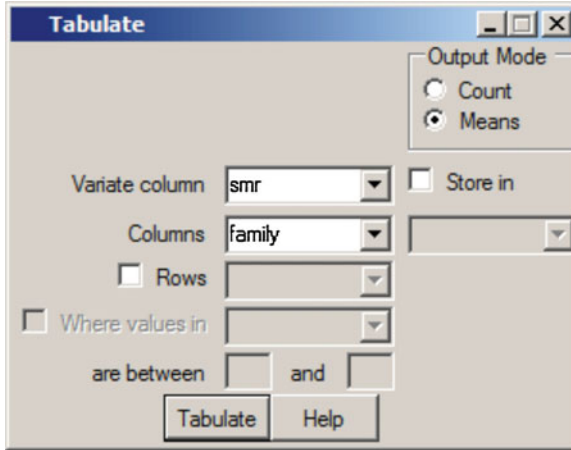 Tabulate
Output Mode
Count
Means
Variate column smr Store in
Columns family
Rows
Where values in
are between and
Tabulate Help